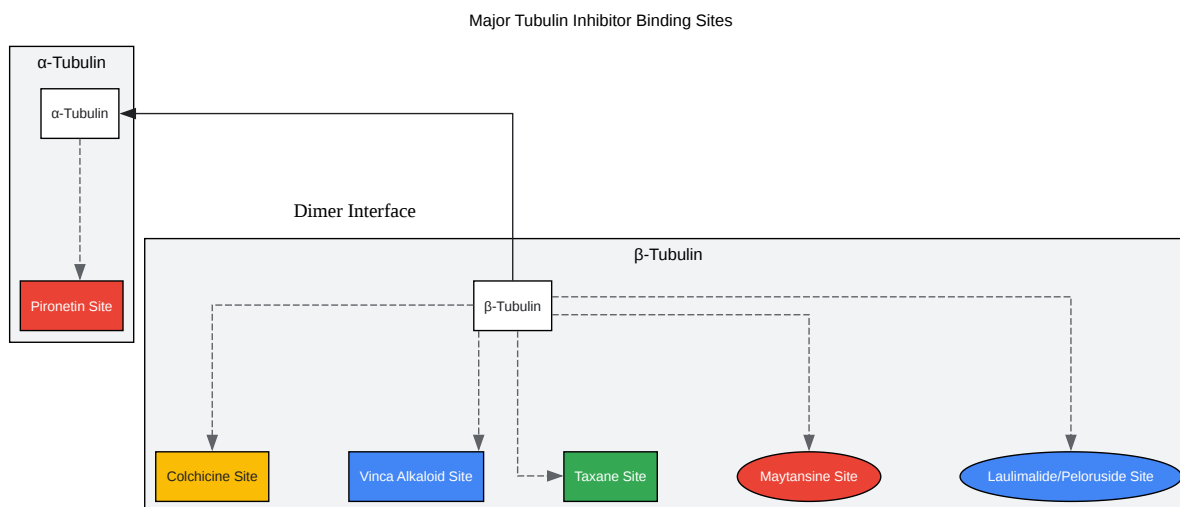 Major Tubulin Inhibitor Binding Sites
α-Tubulin
α-Tubulin
Dimer Interface
β-Tubulin
β-Tubulin
Pironetin Site
Colchicine Site
Vinca Alkaloid Site
Taxane Site
Maytansine Site
Laulimalide/Peloruside Site